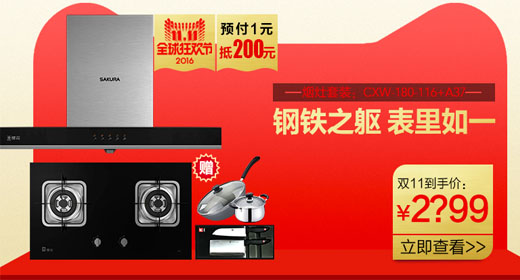 11.11
全球狂欢节
2016
预付1元
抵200元
SAKURA
烟灶套装：CXW-180-116+A37
钢铁之躯 表里如一
赠
双11到手价：
¥2?99
立即查看>>